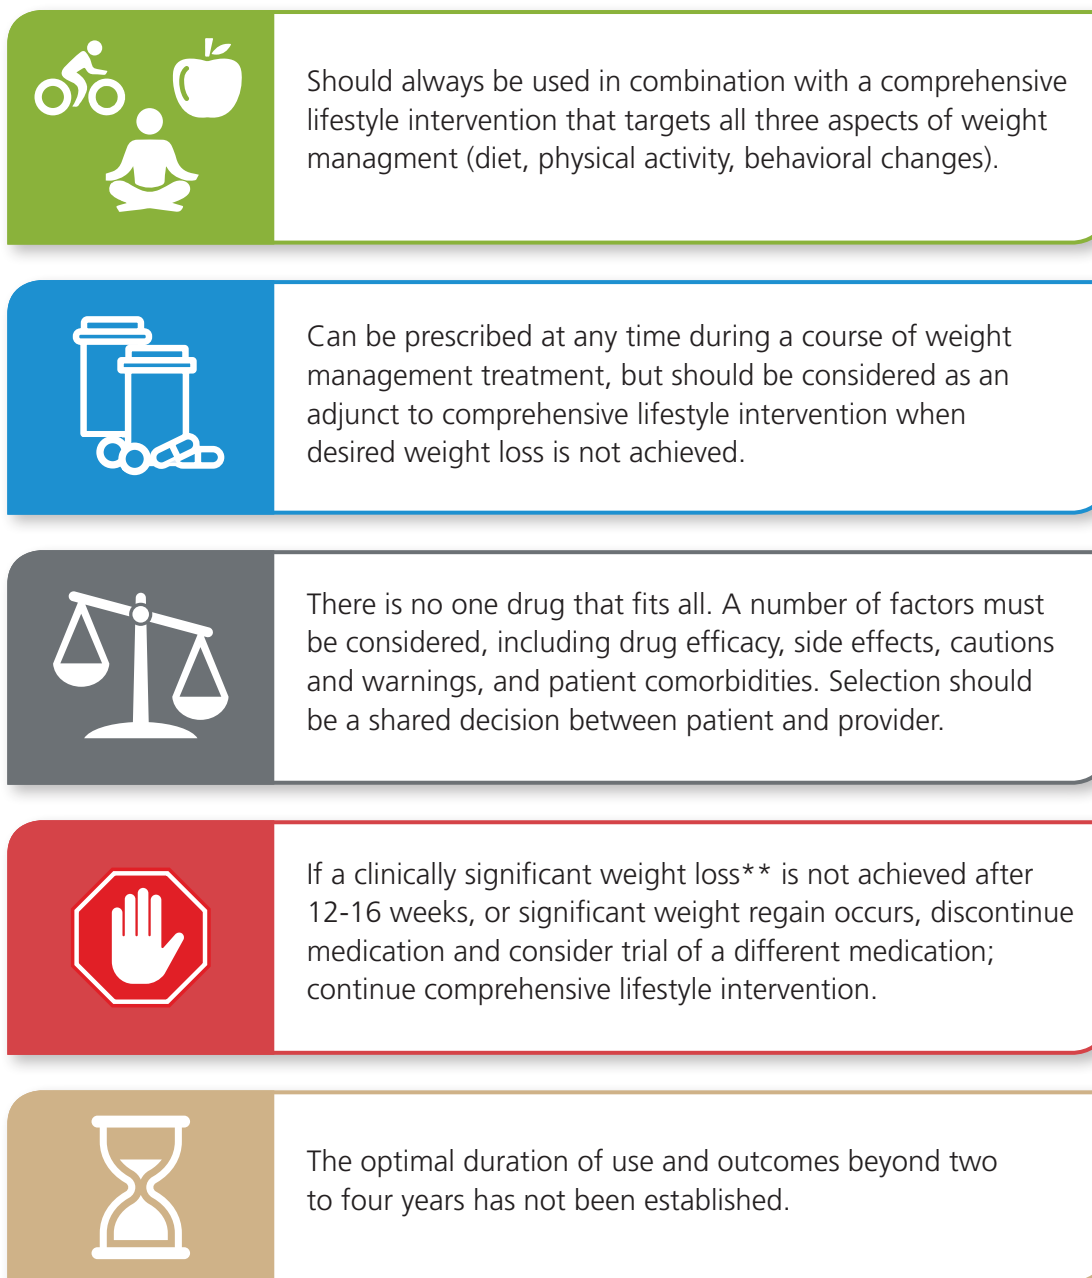 Should always be used in combination with a comprehensive
lifestyle intervention that targets all three aspects of weight
managment (diet, physical activity, behavioral changes).
Can be prescribed at any time during a course of weight
management treatment, but should be considered as an
adjunct to comprehensive lifestyle intervention when
desired weight loss is not achieved.
There is no one drug that fits all. A number of factors must
be considered, including drug efficacy, side effects, cautions
and warnings, and patient comorbidities. Selection should
be a shared decision between patient and provider.
If a clinically significant weight loss** is not achieved after
12-16 weeks, or significant weight regain occurs, discontinue
medication and consider trial of a different medication;
continue comprehensive lifestyle intervention.
The optimal duration of use and outcomes beyond two
to four years has not been established.